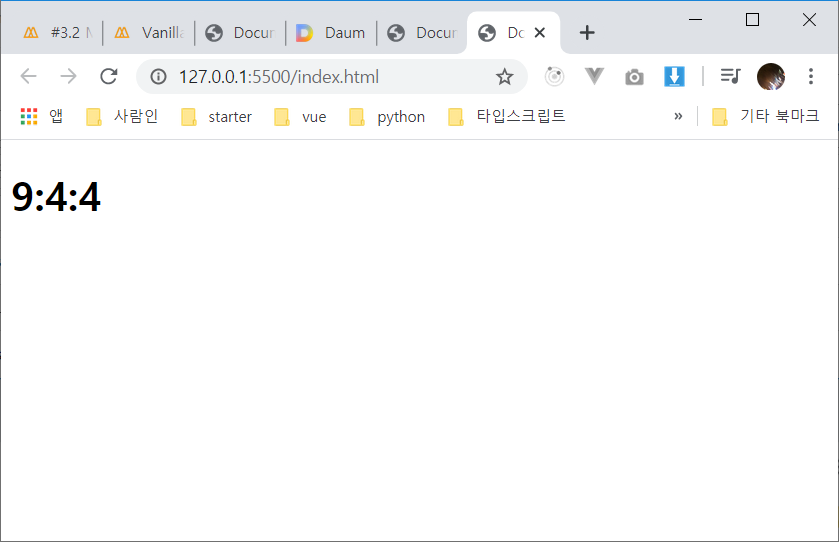 #3.2 Vanilla Docur Daum Docur Do
127.0.0.1:5500/index.html
앱 사람인 starter vue python 타입스크립트 » 기타 북마크
9:4:4